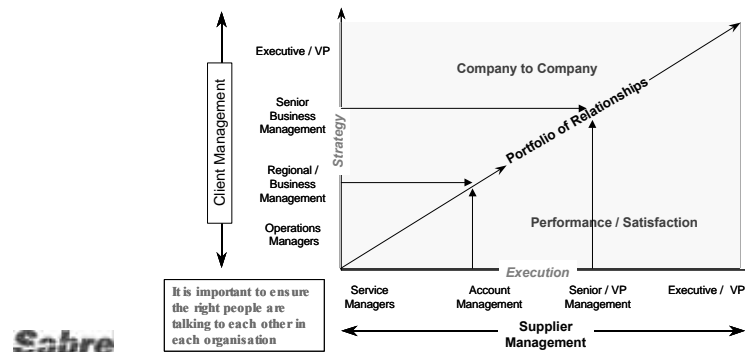 Executive / VP
Company to Company
Senior
Business
Management
Client Management
Strategy
Portfolio of Relationships
Regional /
Business
Management
Operations
Managers
Performance / Satisfaction
Execution
It is important to ensure
the right people are
talking to each other in
each organisation
Service
Managers
Account
Management
Senior / VP
Management
Executive / VP
Supplier
Management
Sabre